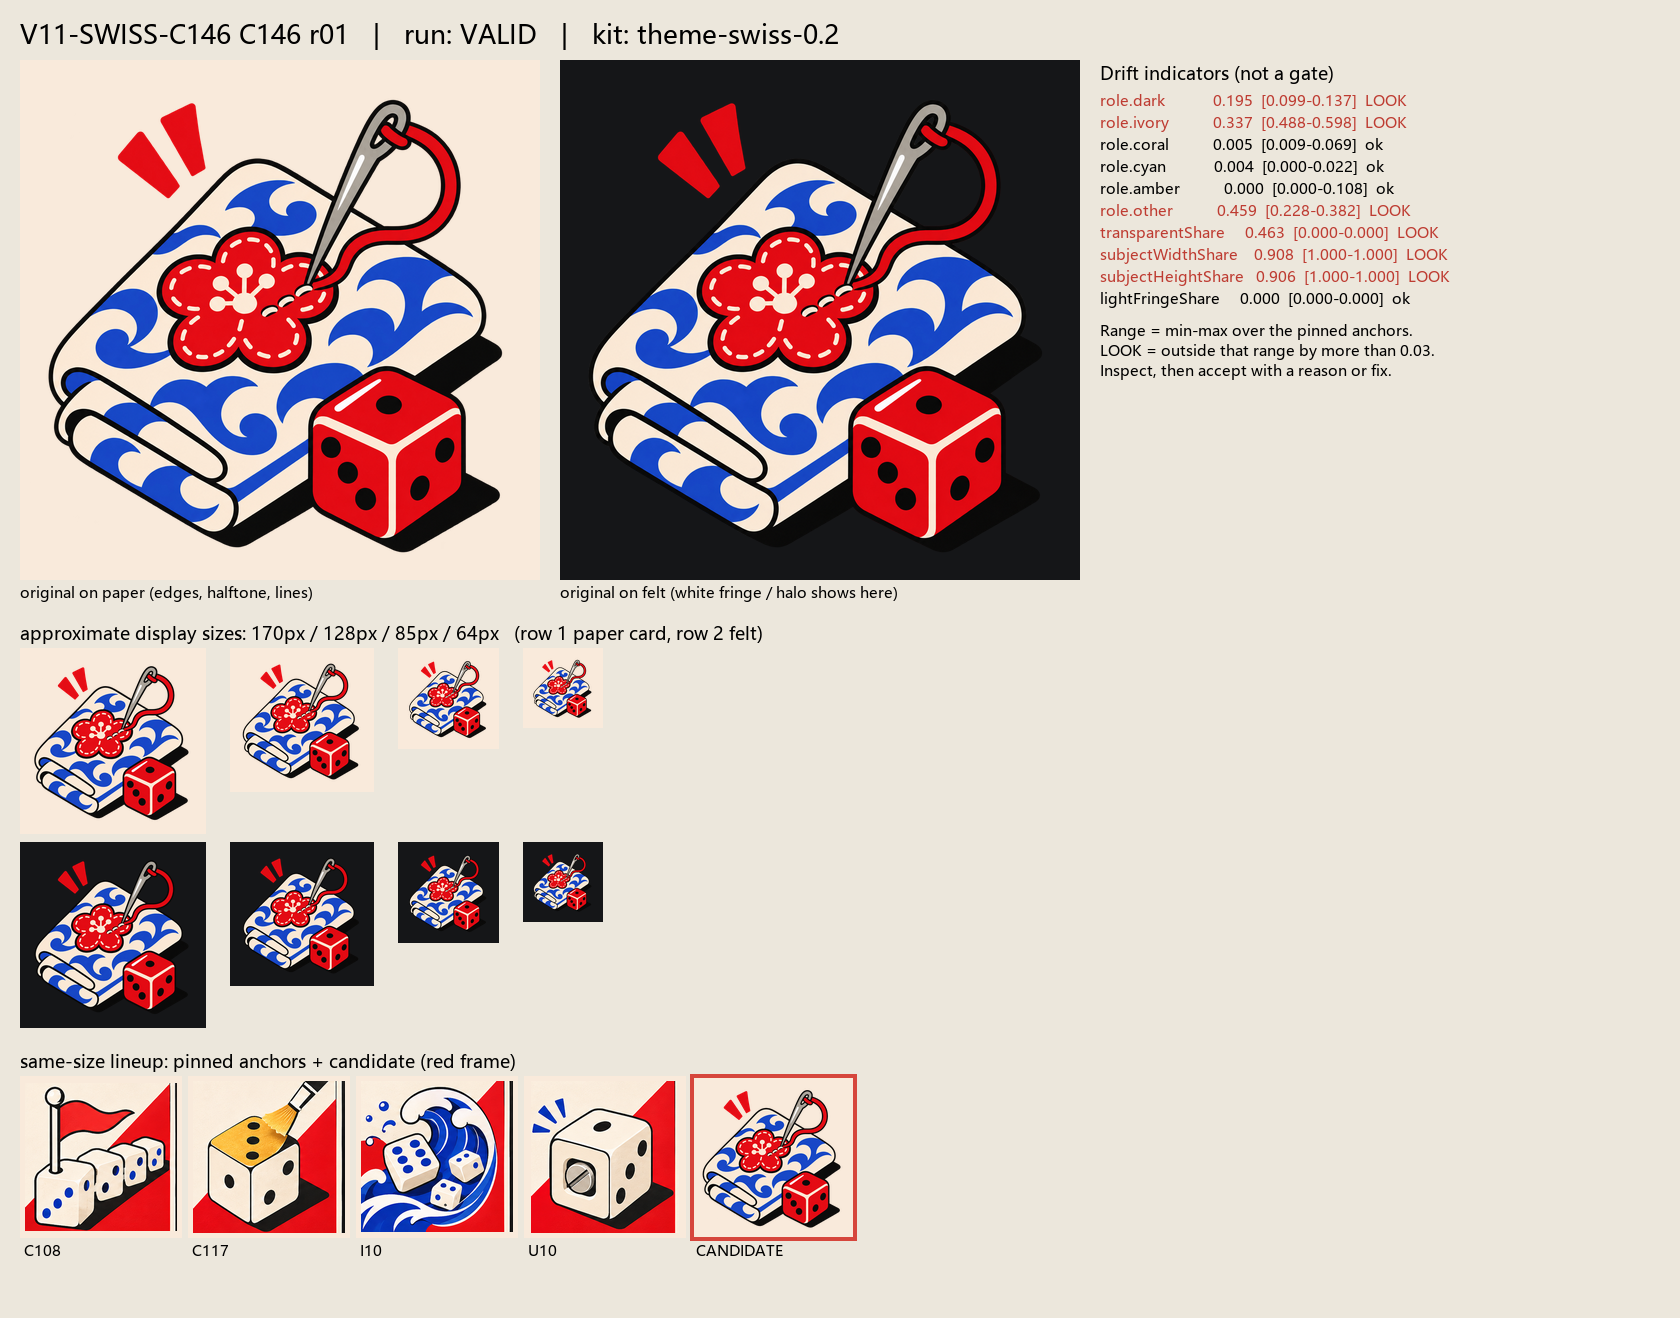 V11-SWISS-C146 C146 r01 | run: VALID | kit: theme-swiss-0.2
Drift indicators (not a gate)
role.dark 0.195 [0.099-0.137] LOOK
role.ivory 0.337 [0.488-0.598] LOOK
role.coral 0.005 [0.009-0.069] ok
role.cyan 0.004 [0.000-0.022] ok
role.amber 0.000 [0.000-0.108] ok
role.other 0.459 [0.228-0.382] LOOK
transparentShare 0.463 [0.000-0.000] LOOK
subjectWidthShare 0.908 [1.000-1.000] LOOK
subjectHeightShare 0.906 [1.000-1.000] LOOK
lightFringeShare 0.000 [0.000-0.000] ok
Range = min-max over the pinned anchors.
LOOK = outside that range by more than 0.03.
Inspect, then accept with a reason or fix.
original on paper (edges, halftone, lines)
original on felt (white fringe / halo shows here)
approximate display sizes: 170px / 128px / 85px / 64px (row 1 paper card, row 2 felt)
same-size lineup: pinned anchors + candidate (red frame)
C108
C117
I10
U10
CANDIDATE